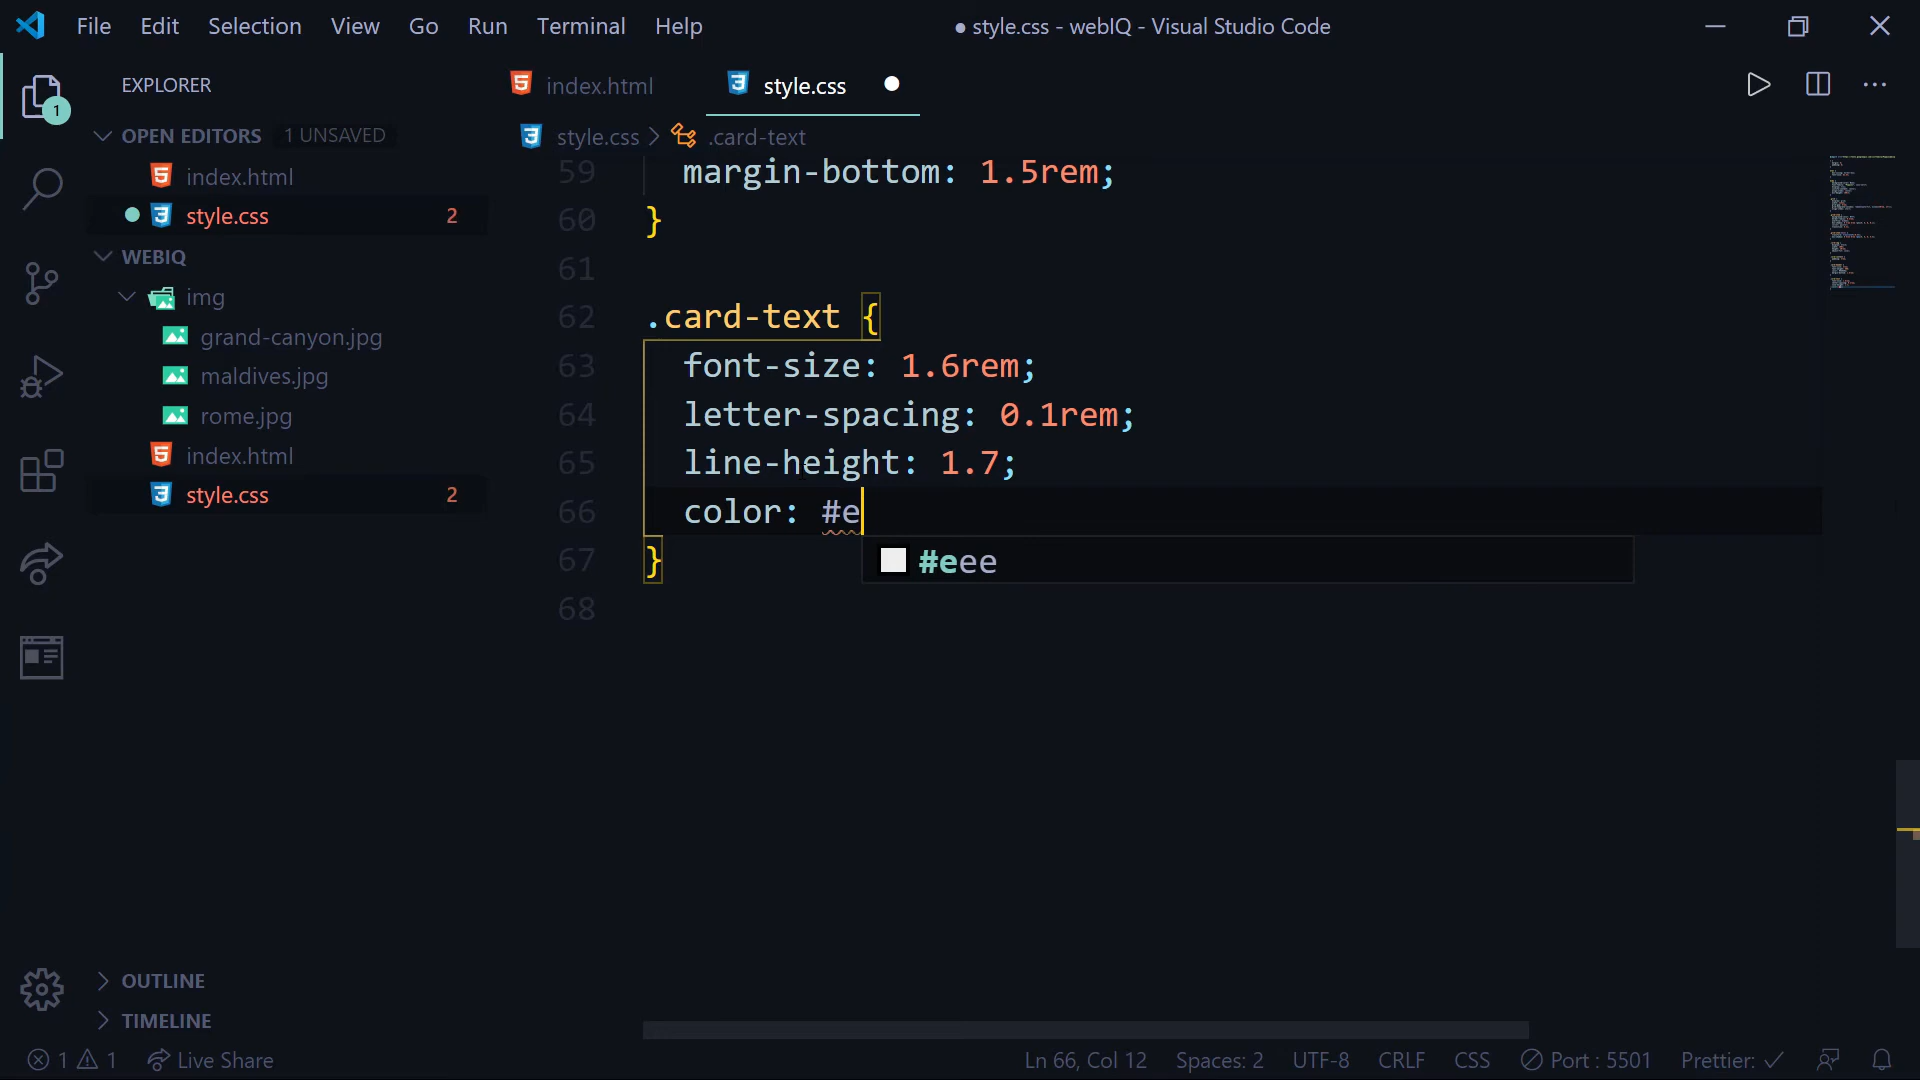 File Edit Selection View Go Run Terminal Help
● style.css - webIQ - Visual Studio Code
1
EXPLORER
OPEN EDITORS 1 UNSAVED
index.html
style.css 2
WEBIQ
img
grand-canyon.jpg
maldives.jpg
rome.jpg
index.html
style.css 2
OUTLINE
TIMELINE
index.html style.css ●
style.css > .card-text
59 margin-bottom: 1.5rem;
60 }
61
62 .card-text {
63 font-size: 1.6rem;
64 letter-spacing: 0.1rem;
65 line-height: 1.7;
66 color: #e
#eee
67 }
68
1 1 Live Share Ln 66, Col 12 Spaces: 2 UTF-8 CRLF CSS Port : 5501 Prettier: ✓